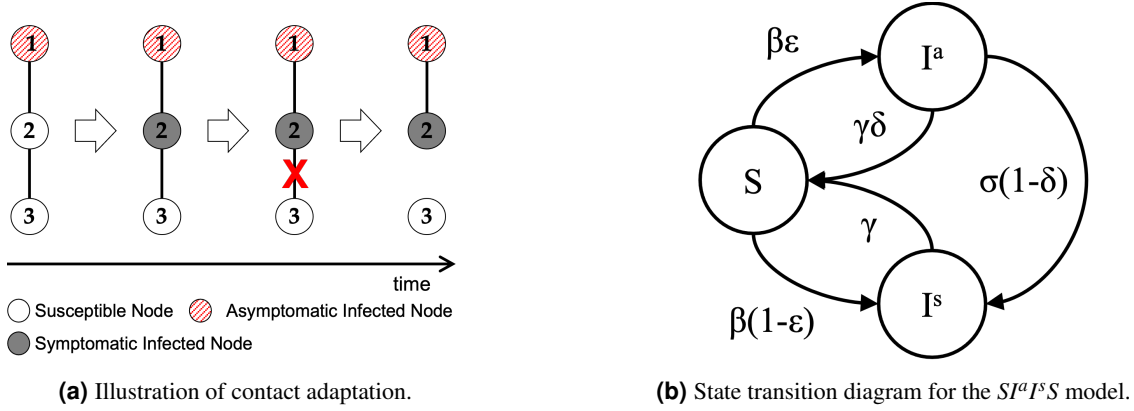 1 1 1 1
2 2 2 2
X
3 3 3 3
time
Susceptible Node Asymptomatic Infected Node
Symptomatic Infected Node
(a) Illustration of contact adaptation.
βε
Iᵃ
γδ
S
σ(1-δ)
γ
Iˢ
β(1-ε)
(b) State transition diagram for the SIᵃIˢS model.